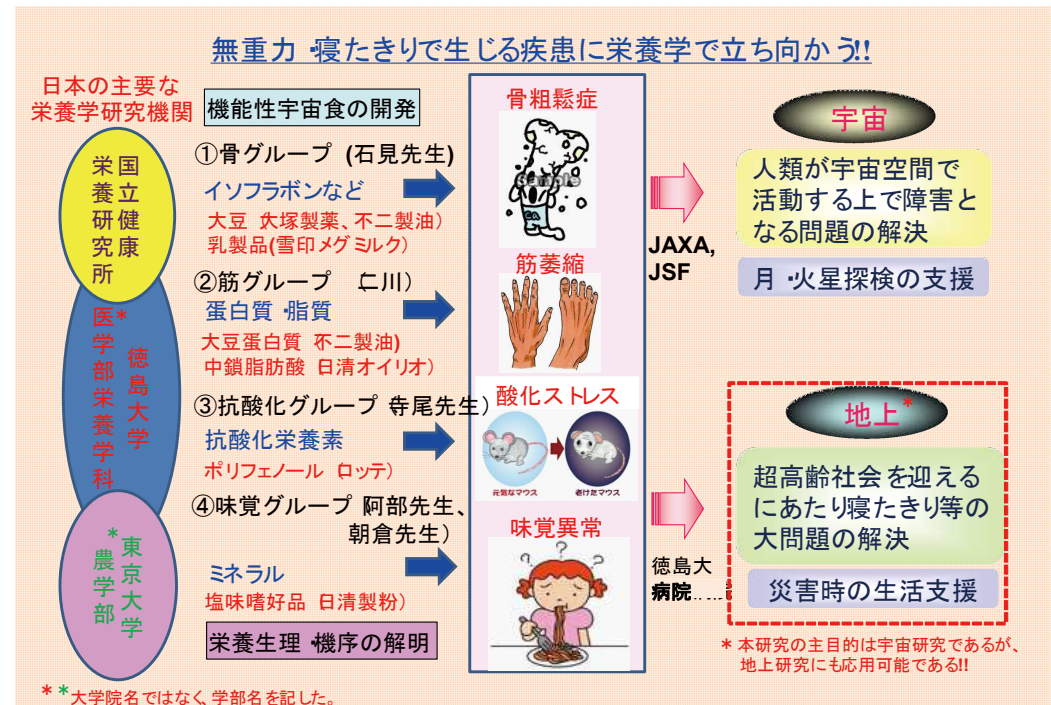 無重力・寝たきりで生じる疾患に栄養学で立ち向かう!!
日本の主要な
栄養学研究機関
国立健康
栄養研究所
徳島大学
医学部栄養学科*
東京大学
農学部*
機能性宇宙食の開発
①骨グループ (石見先生)
イソフラボンなど
大豆 大塚製薬、不二製油)
乳製品(雪印メグミルク)
②筋グループ 二川)
蛋白質・脂質
大豆蛋白質 不二製油)
中鎖脂肪酸 日清オイリオ)
③抗酸化グループ 寺尾先生)
抗酸化栄養素
ポリフェノール ロッテ)
④味覚グループ 阿部先生、
朝倉先生)
ミネラル
塩味嗜好品 日清製粉)
栄養生理・機序の解明
骨粗鬆症
Sample
筋萎縮
酸化ストレス
元気なマウス
老けたマウス
味覚異常
? ? ?
JAXA,
JSF
徳島大
病院.....
宇宙
人類が宇宙空間で
活動する上で障害と
なる問題の解決
月・火星探検の支援
地上*
超高齢社会を迎える
にあたり寝たきり等の
大問題の解決
災害時の生活支援
* 本研究の主目的は宇宙研究であるが、
地上研究にも応用可能である!!
* *大学院名ではなく、学部名を記した。